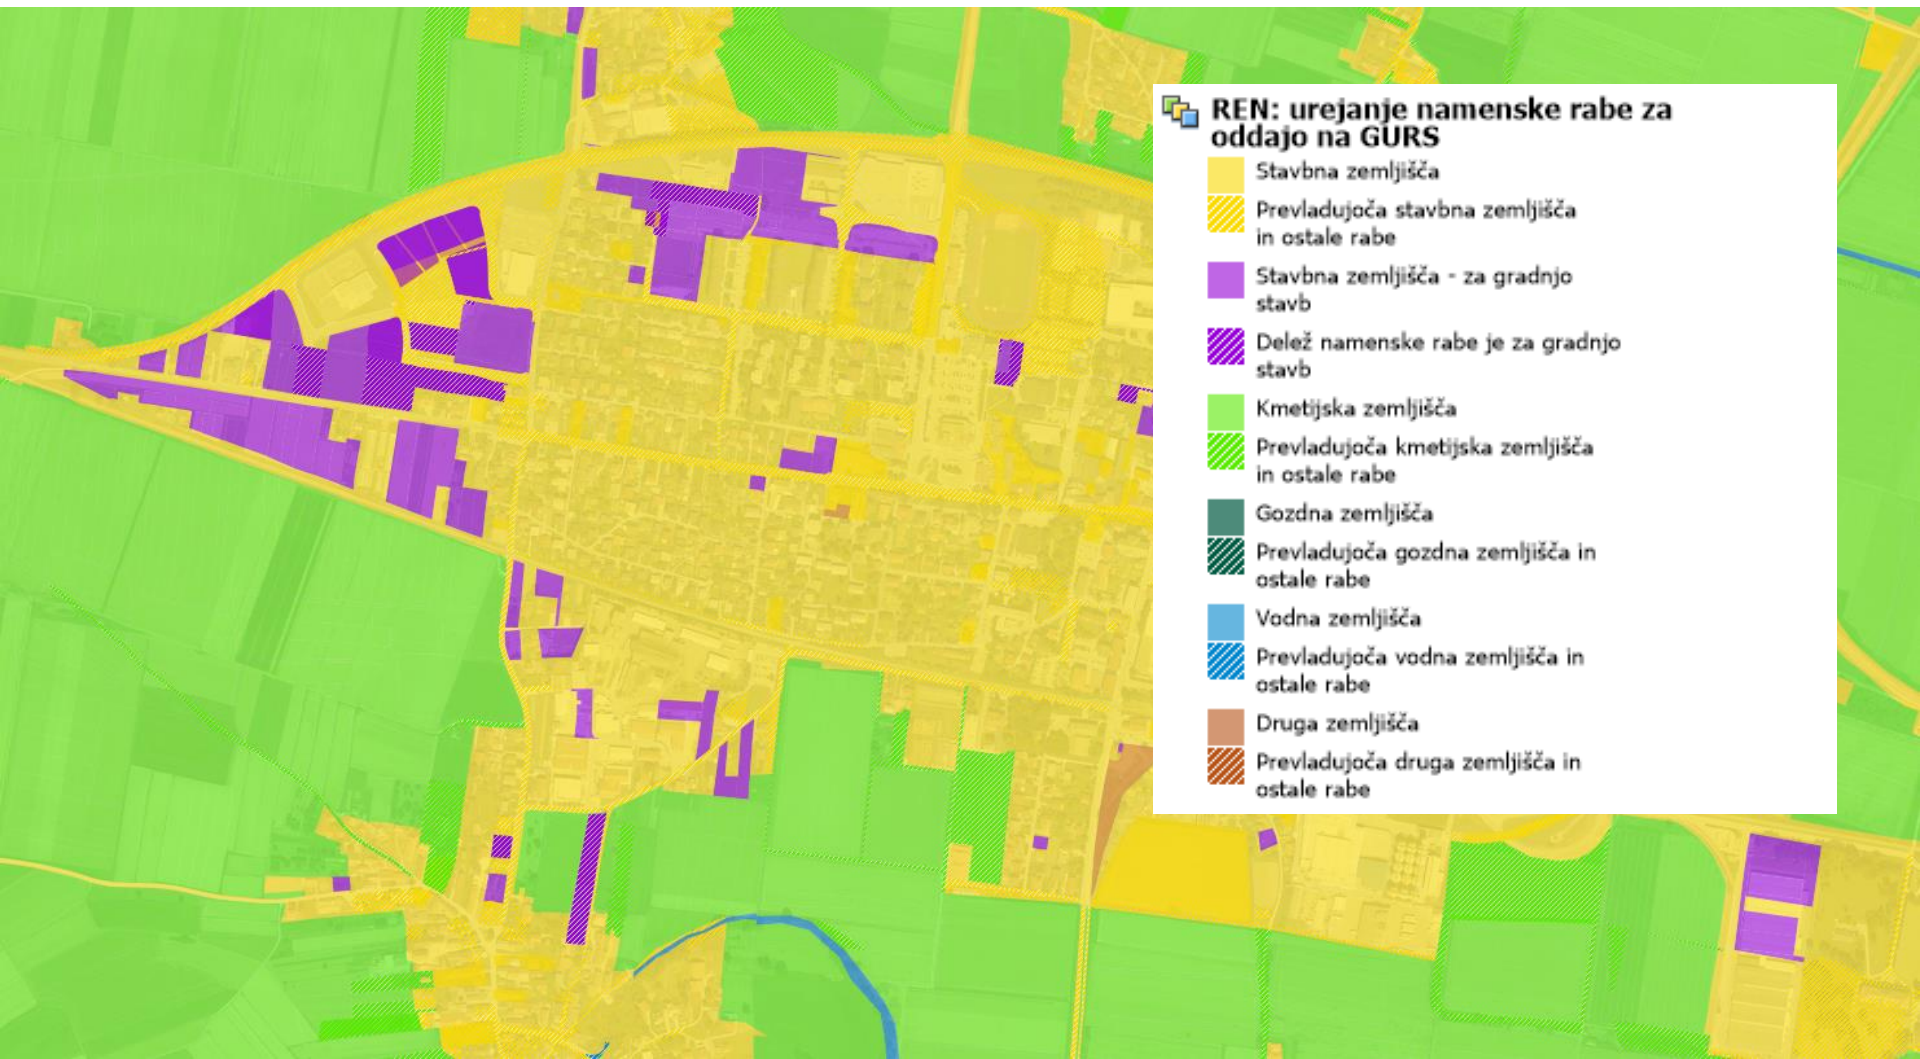 REN: urejanje namenske rabe za
oddajo na GURS
Stavbna zemljišča
Prevladujoča stavbna zemljišča
in ostale rabe
Stavbna zemljišča - za gradnjo
stavb
Delež namenske rabe je za gradnjo
stavb
Kmetijska zemljišča
Prevladujoča kmetijska zemljišča
in ostale rabe
Gozdna zemljišča
Prevladujoča gozdna zemljišča in
ostale rabe
Vodna zemljišča
Prevladujoča vodna zemljišča in
ostale rabe
Druga zemljišča
Prevladujoča druga zemljišča in
ostale rabe